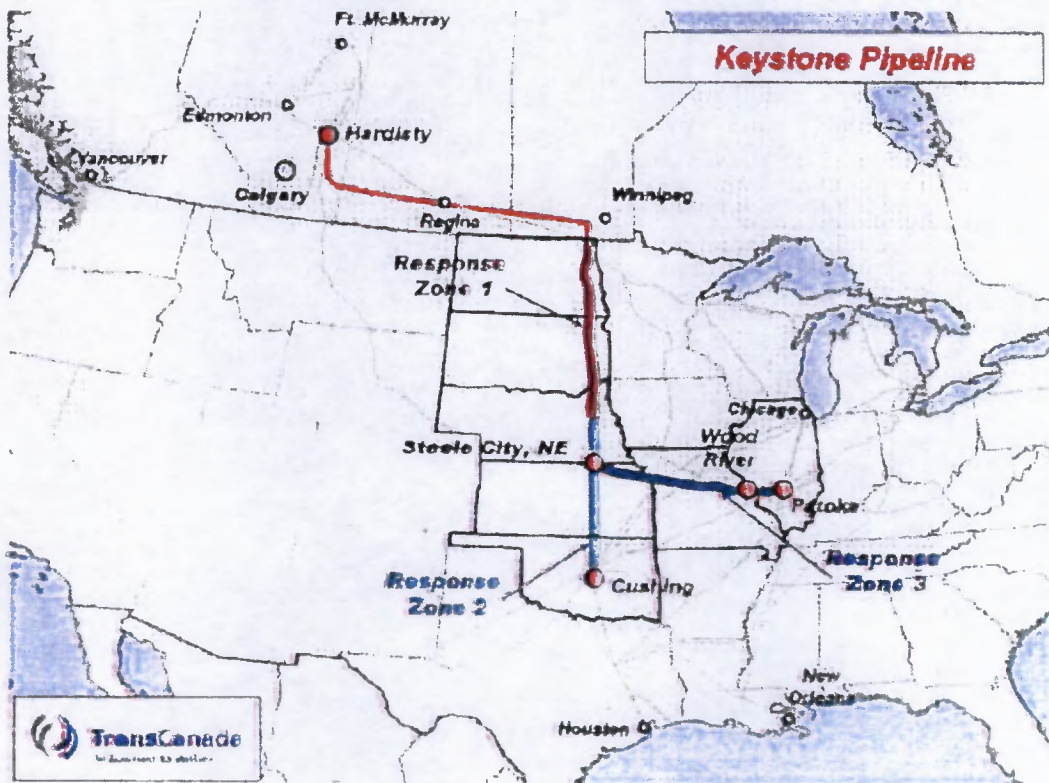 Ft. McMurray
Keystone Pipeline
Edmonton
Hardisty
Vancouver
Calgary
Regina
Winnipeg
Response
Zone 1
Chicago
Steele City, NE
Wood
River
Patoka
Response
Zone 2
Cushing
Response
Zone 3
New
Orleans
Houston
TransCanada